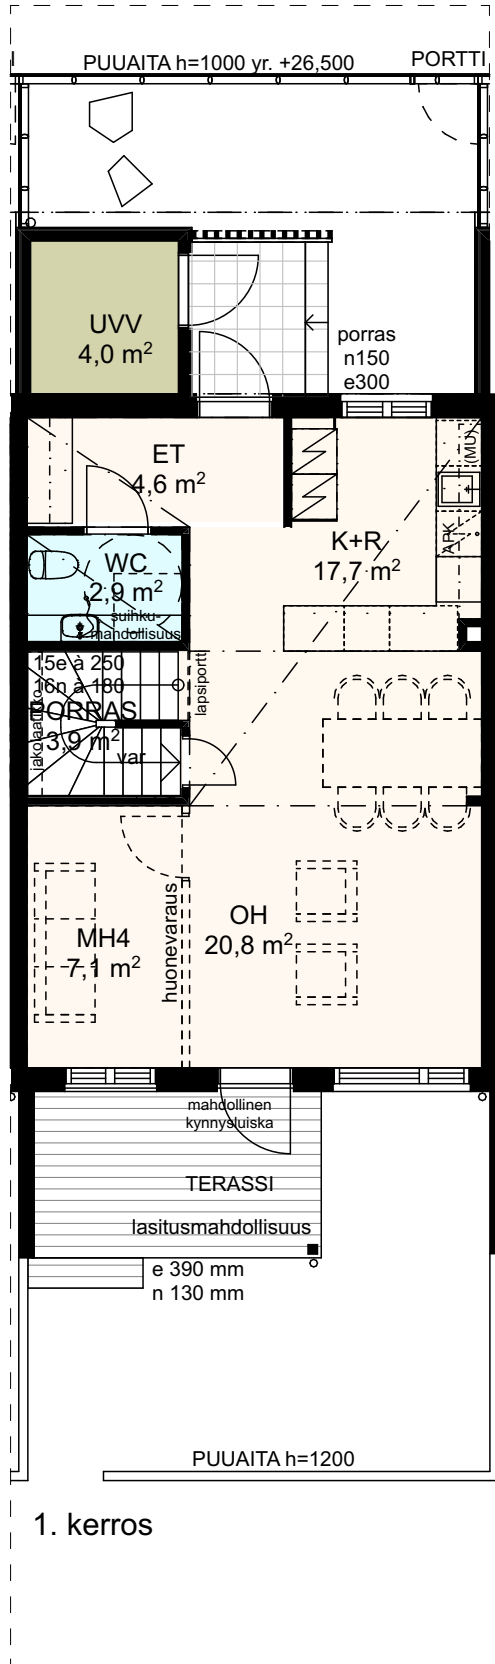 PUUAITA h=1000 yr. +26,500
PORTTI
UVV
4,0 m²
porras
n150
e300
ET
4,6 m²
(MU)
APK
K+R
17,7 m²
WC
2,9 m²
suihku-
mahdollisuus
15e à 250
16n à 180
PORRAS
3,9 m²
var
lapsiportti
MH4
7,1 m²
huonevaraus
OH
20,8 m²
mahdollinen
kynnysluiska
TERASSI
lasitusmahdollisuus
e 390 mm
n 130 mm
PUUAITA h=1200
1. kerros